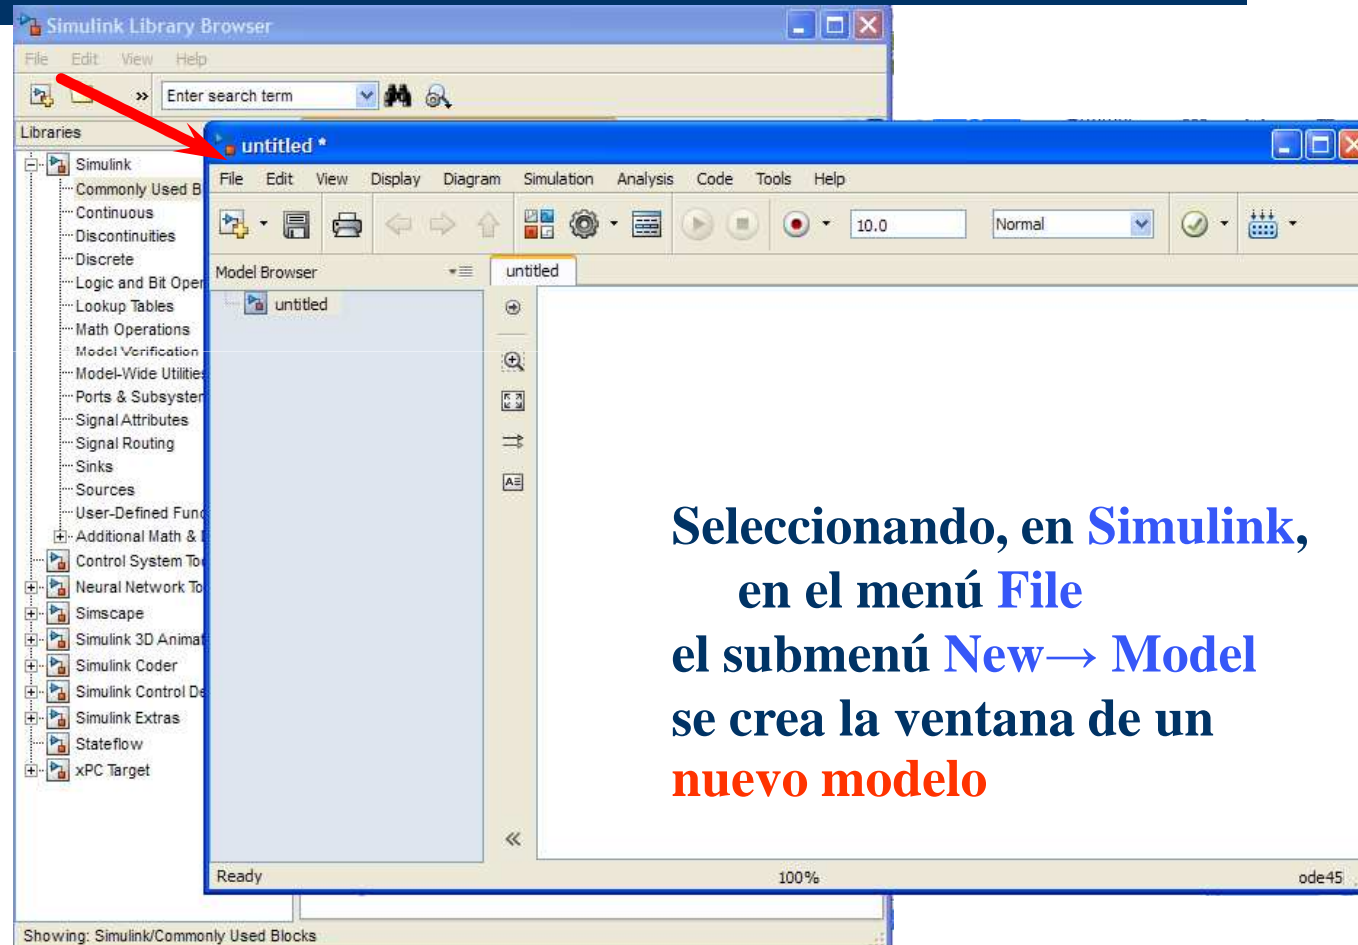 Simulink Library Browser
File Edit View Help
» Enter search term
Libraries
Simulink
Commonly Used B
Continuous
Discontinuities
Discrete
Logic and Bit Oper
Lookup Tables
Math Operations
Model Verification
Model-Wide Utilities
Ports & Subsystem
Signal Attributes
Signal Routing
Sinks
Sources
User-Defined Func
Additional Math &
Control System To
Neural Network To
Simscape
Simulink 3D Animat
Simulink Coder
Simulink Control De
Simulink Extras
Stateflow
xPC Target
Showing: Simulink/Commonly Used Blocks
untitled *
File Edit View Display Diagram Simulation Analysis Code Tools Help
10.0 Normal
Model Browser
untitled
untitled
Seleccionando, en Simulink,
en el menú File
el submenú New→ Model
se crea la ventana de un
nuevo modelo
Ready 100% ode45